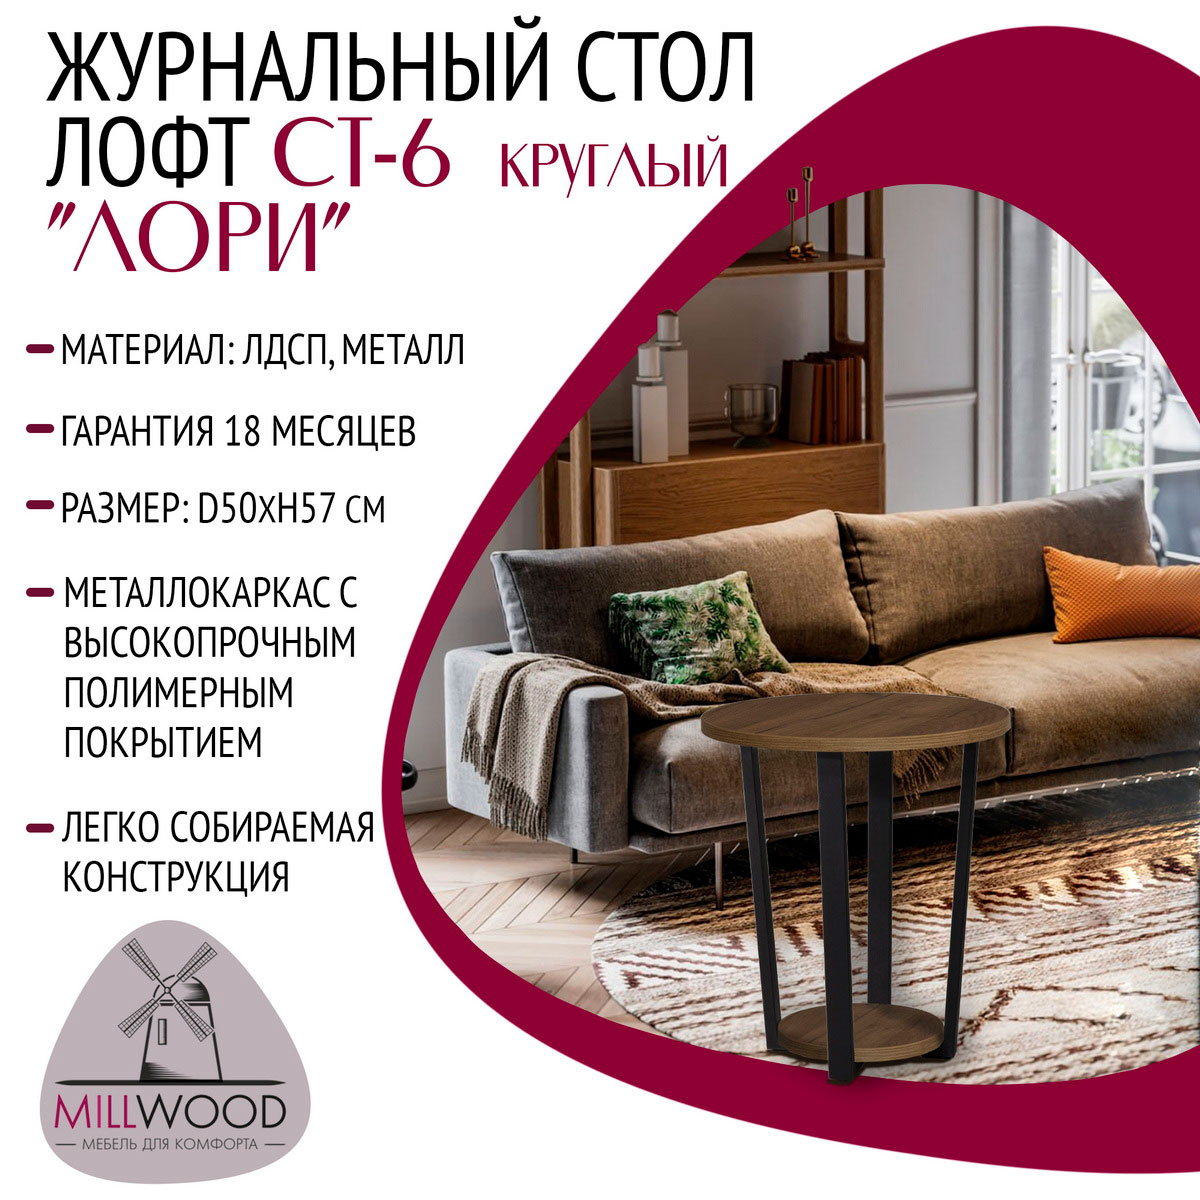 ЖУРНАЛЬНЫЙ СТОЛ
ЛОФТ СТ-6 КРУГЛЫЙ
"ЛОРИ"
МАТЕРИАЛ: ЛДСП, МЕТАЛЛ
ГАРАНТИЯ 18 МЕСЯЦЕВ
РАЗМЕР: D50xH57 СМ
МЕТАЛЛОКАРКАС С
ВЫСОКОПРОЧНЫМ
ПОЛИМЕРНЫМ
ПОКРЫТИЕМ
ЛЕГКО СОБИРАЕМАЯ
КОНСТРУКЦИЯ
MILLWOOD
МЕБЕЛЬ ДЛЯ КОМФОРТА